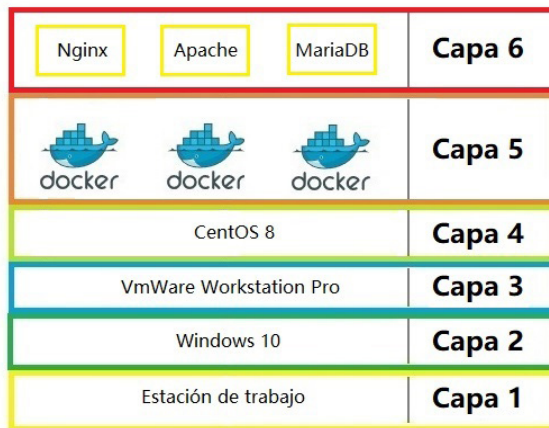 Nginx Apache MariaDB Capa 6
docker docker docker Capa 5
CentOS 8 Capa 4
VmWare Workstation Pro Capa 3
Windows 10 Capa 2
Estación de trabajo Capa 1